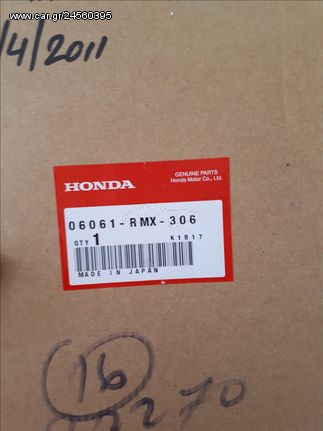 www.car.gr/24560395
/4/2011
HONDA
GENUINE PARTS
Honda Motor Co., Ltd.
06061-RMX-306
QTY 1
K1817
MADE IN JAPAN
16
270